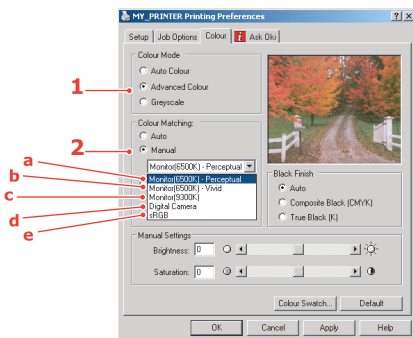 MY_PRINTER Printing Preferences
Setup Job Options Colour Ask Oki
Colour Mode
Auto Colour
1 Advanced Colour
Greyscale
Colour Matching:
Auto
2 Manual
Monitor(6500K) - Perceptual
a Monitor(6500K) - Perceptual
b Monitor(6500K) - Vivid
c Monitor(9300K)
d Digital Camera
e sRGB
Black Finish
Auto
Composite Black (CMYK)
True Black (K)
Manual Settings
Brightness: 0
Saturation: 0
Colour Swatch... Default
OK Cancel Apply Help